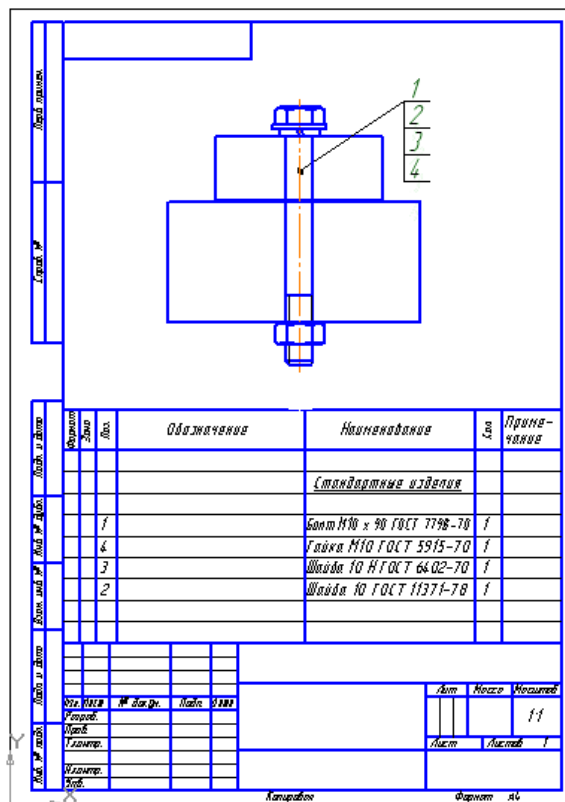 1
2
3
4
Перв. примен.
Справ. №
Подп. и дата
Инв. № дубл.
Взам. инв. №
Подп. и дата
Инв. № подл.
Формат
Зона
Поз.
Обозначение
Наименование
Кол.
Приме-
чание
Стандартные изделия
1 Болт М10 x 90 ГОСТ 7798-70 1
4 Гайка М10 ГОСТ 5915-70 1
3 Шайба 10 Н ГОСТ 6402-70 1
2 Шайба 10 ГОСТ 11371-78 1
Изм. Лист № докум. Подп. Дата
Разраб.
Пров.
Т.контр.
Н.контр.
Утв.
Лит. Масса Масштаб
1:1
Лист Листов 1
Копировал Формат А4
Y
X